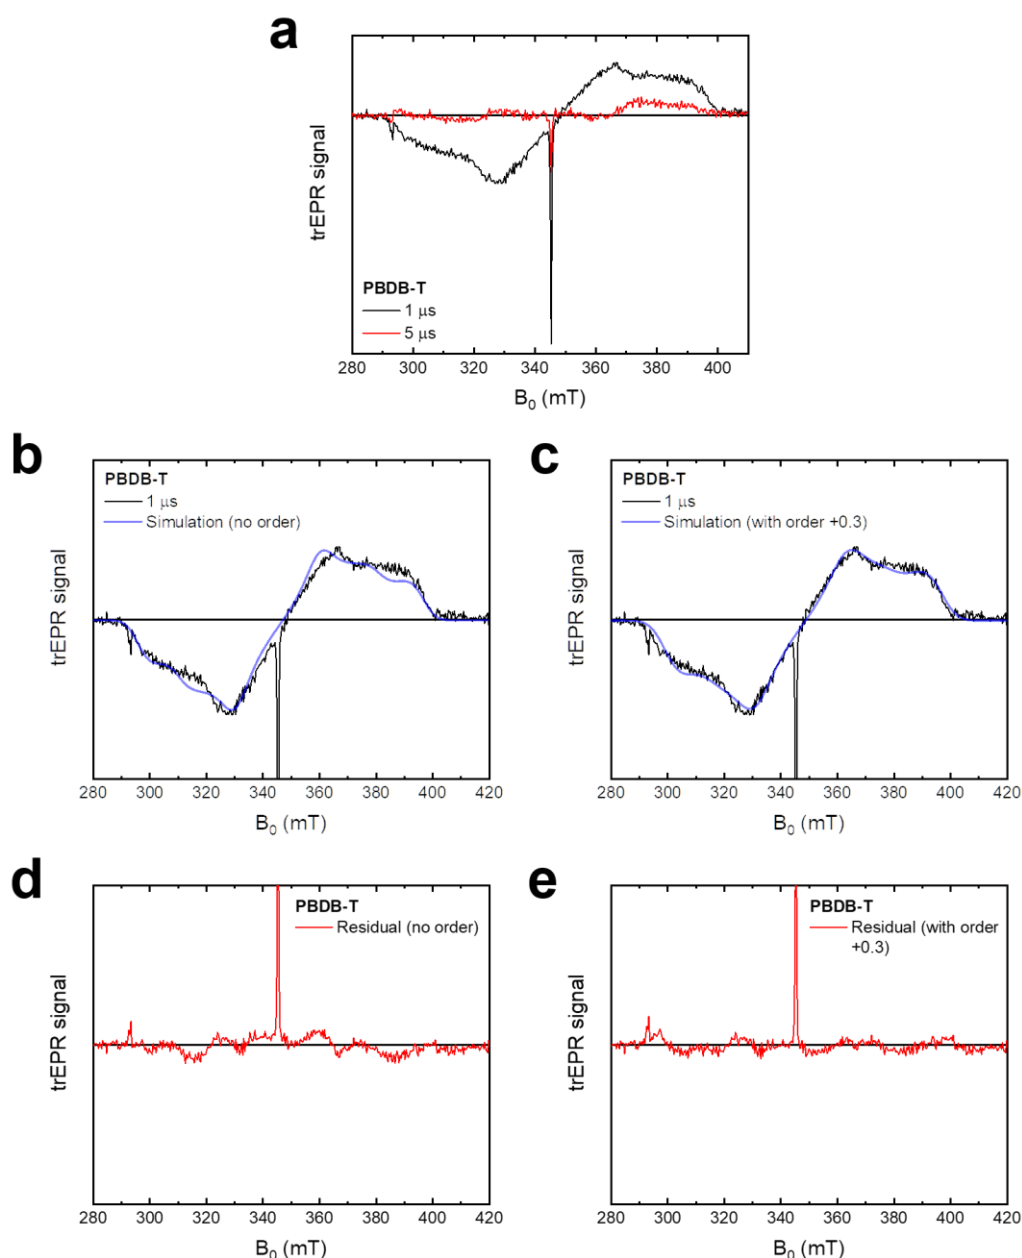 a
trEPR signal
PBDB-T
1 μs
5 μs
280 300 320 340 360 380 400
B₀ (mT)
b
trEPR signal
PBDB-T
1 μs
Simulation (no order)
280 300 320 340 360 380 400 420
B₀ (mT)
c
trEPR signal
PBDB-T
1 μs
Simulation (with order +0.3)
280 300 320 340 360 380 400 420
B₀ (mT)
d
trEPR signal
PBDB-T
Residual (no order)
280 300 320 340 360 380 400 420
B₀ (mT)
e
trEPR signal
PBDB-T
Residual (with order
+0.3)
280 300 320 340 360 380 400 420
B₀ (mT)